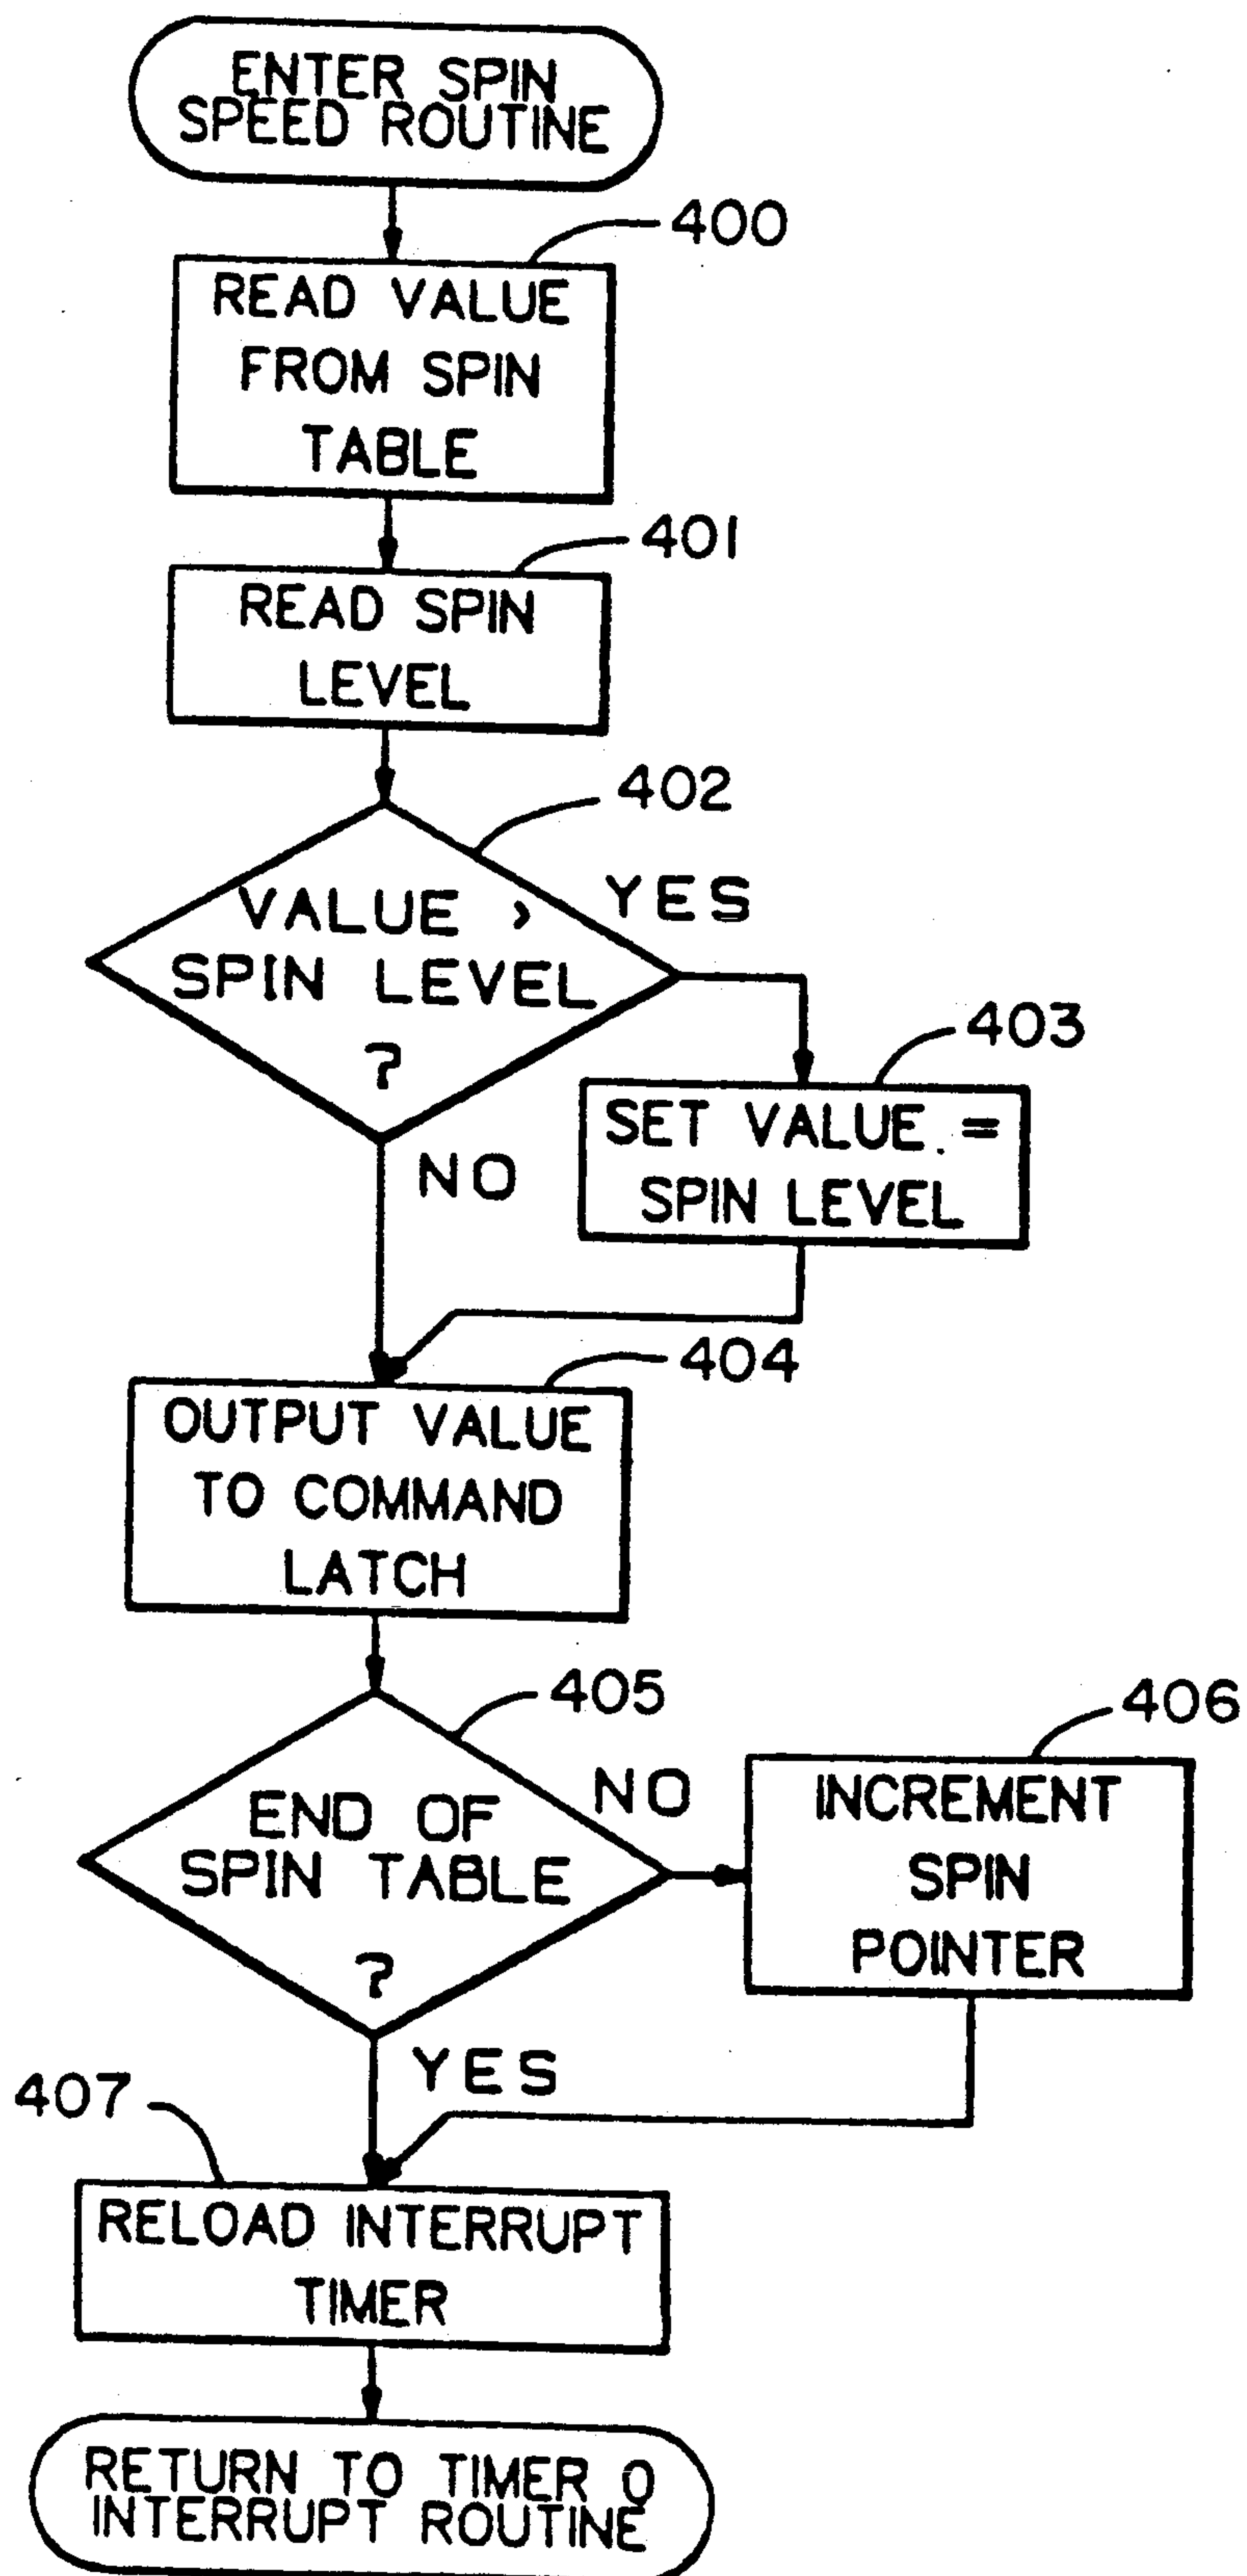 ENTER SPIN
SPEED ROUTINE
400
READ VALUE
FROM SPIN
TABLE
401
READ SPIN
LEVEL
402
VALUE >
SPIN LEVEL
?
YES
NO
403
SET VALUE =
SPIN LEVEL
404
OUTPUT VALUE
TO COMMAND
LATCH
405
END OF
SPIN TABLE
?
NO
406
INCREMENT
SPIN
POINTER
YES
407
RELOAD INTERRUPT
TIMER
RETURN TO TIMER 0
INTERRUPT ROUTINE